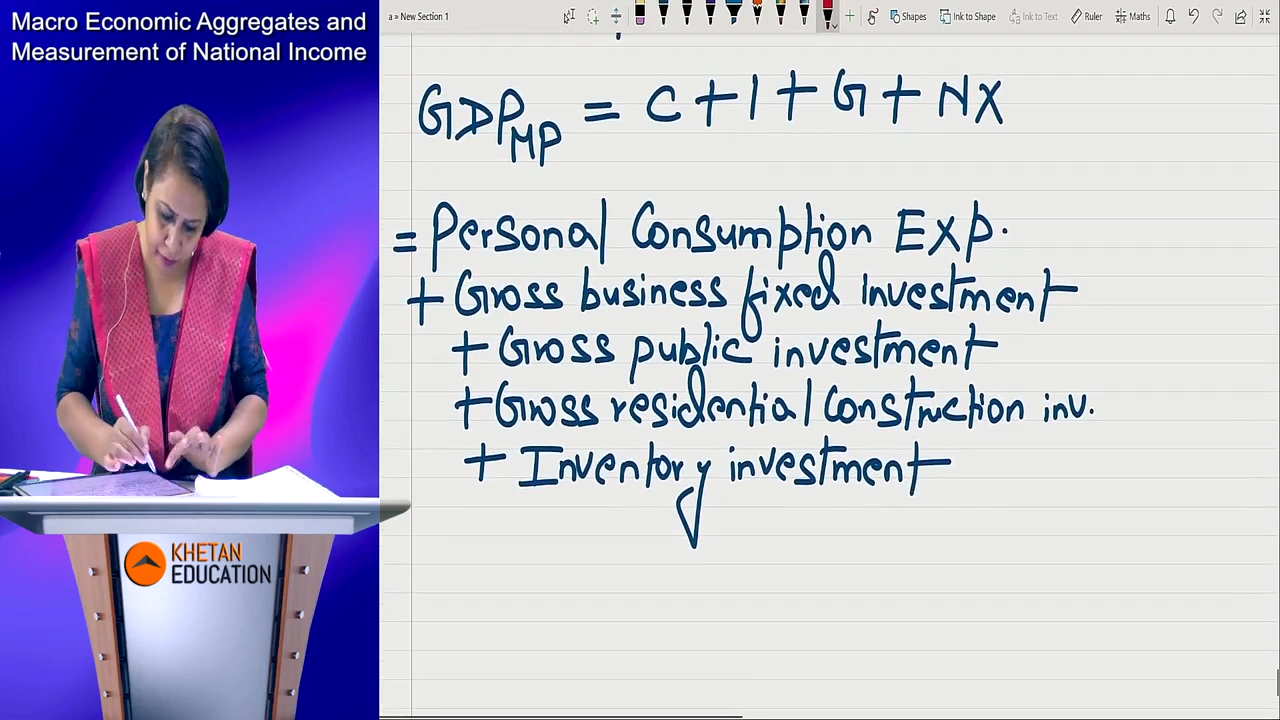 Macro Economic Aggregates and
Measurement of National Income
a > New Section 1
Shapes
Ink to Shape
Ink to Text
Ruler
Maths
GDP MP = C + I + G + NX
= Personal Consumption Exp.
+ Gross business fixed investment
+ Gross public investment
+ Gross residential Construction inv.
+ Inventory investment
KHETAN
EDUCATION